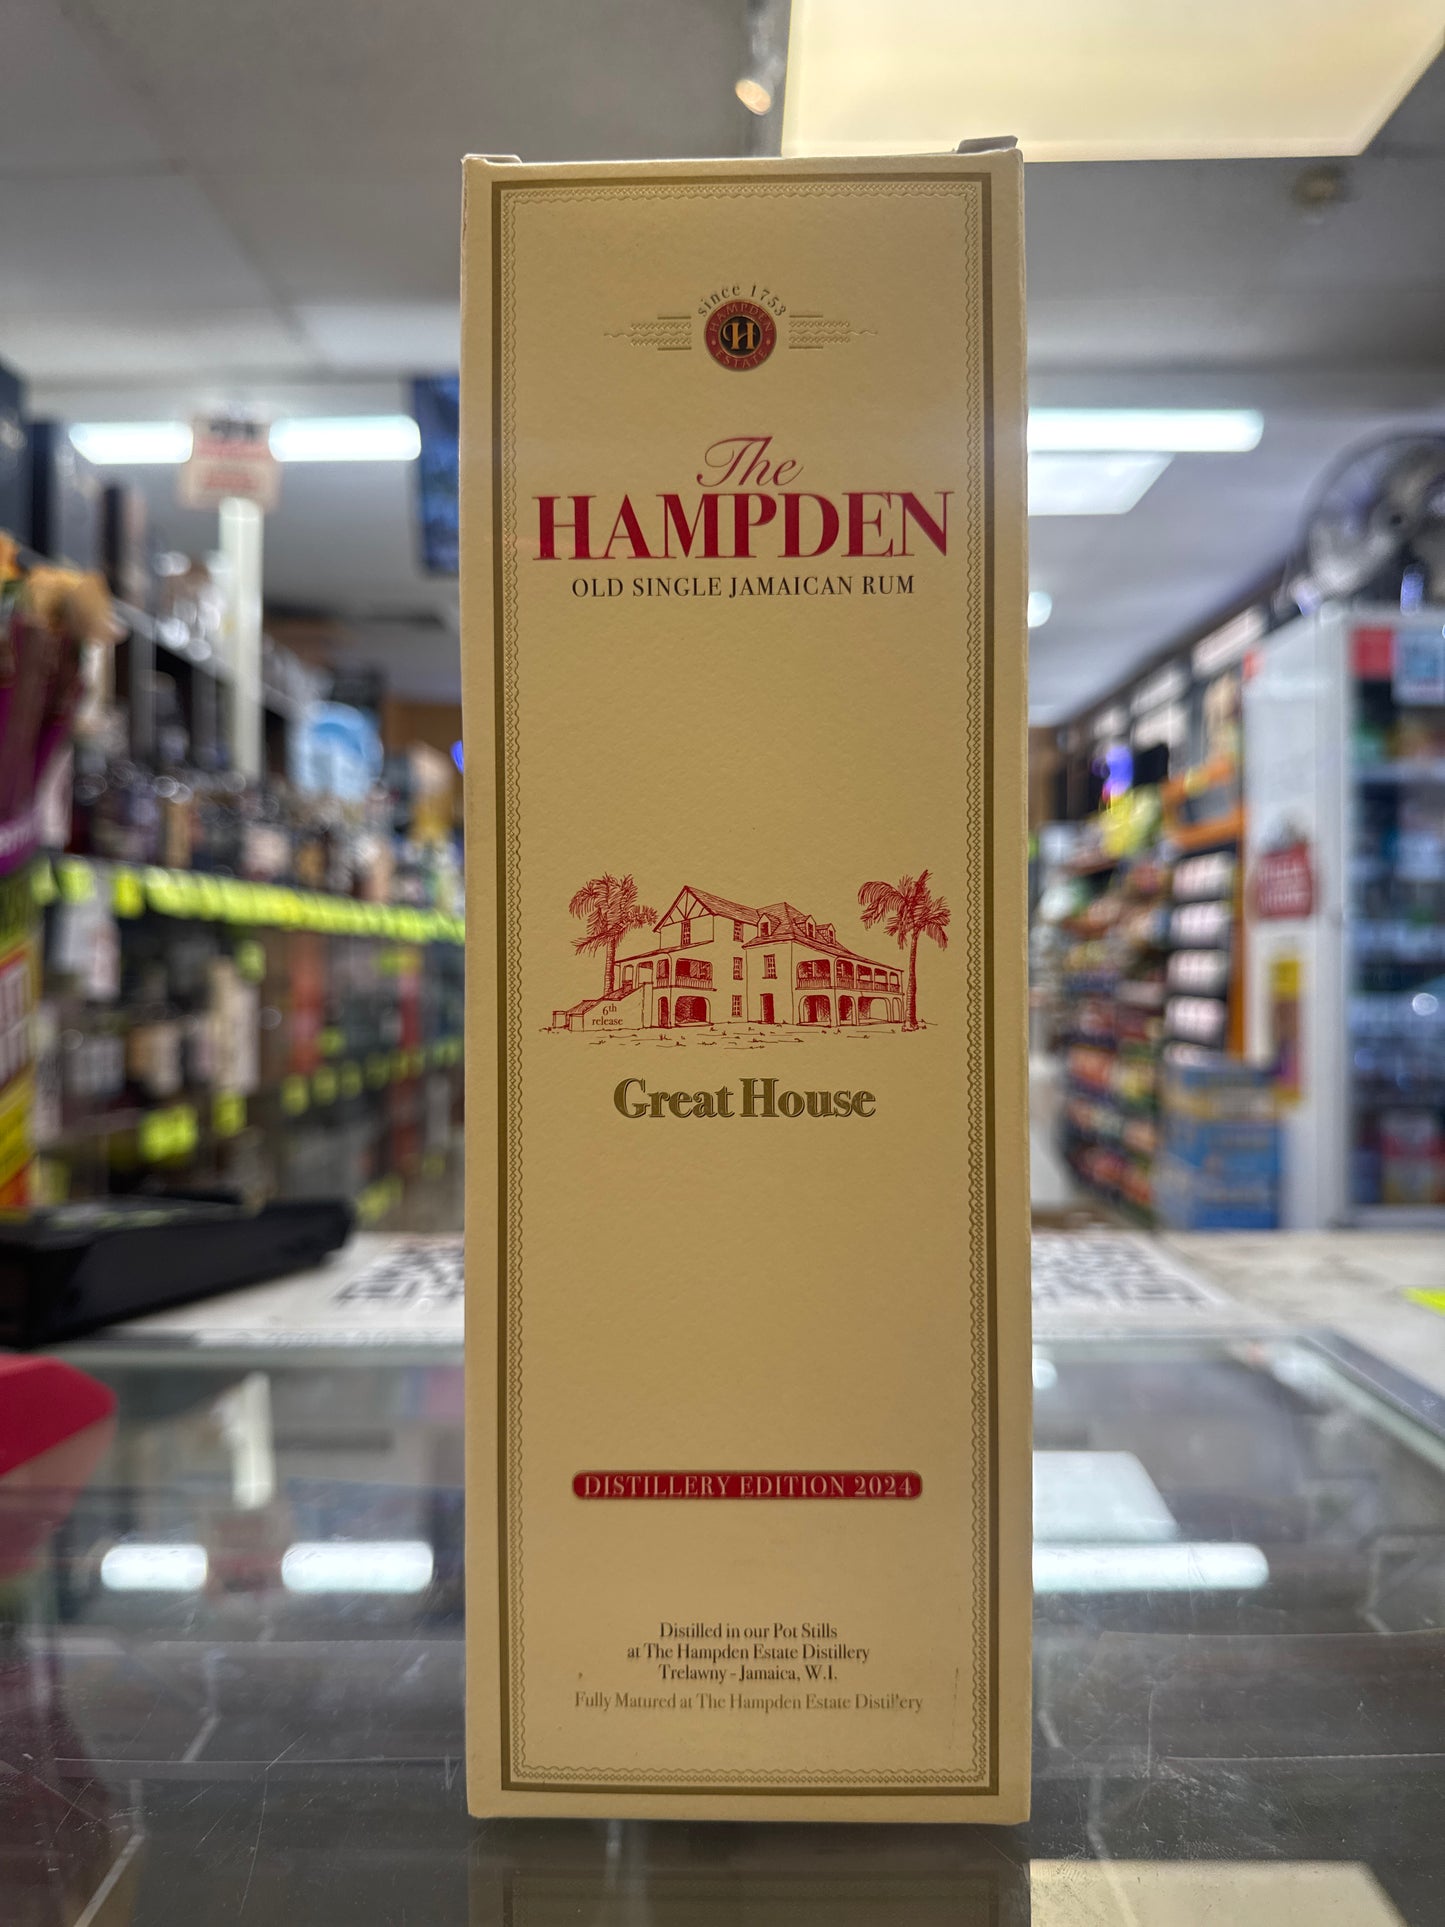 since 1753
HAMPDEN
H
ESTATE
The
HAMPDEN
OLD SINGLE JAMAICAN RUM
6th
release
Great House
DISTILLERY EDITION 2024
Distilled in our Pot Stills
at The Hampden Estate Distillery
Trelawny - Jamaica, W.I.
Fully Matured at The Hampden Estate Distillery